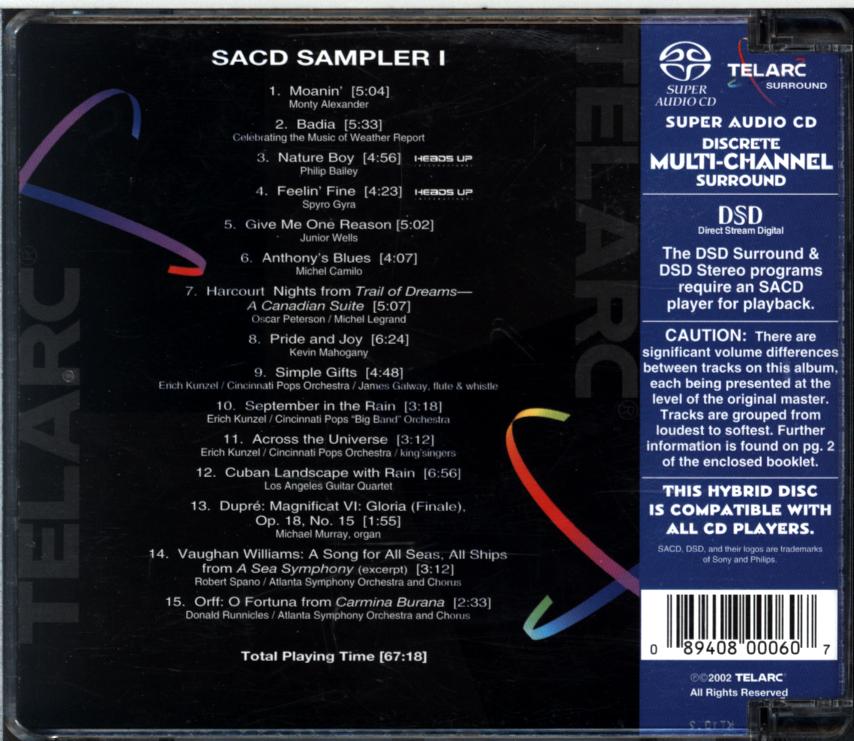 SACD SAMPLER I
1. Moanin' [5:04]
Monty Alexander
2. Badia [5:33]
Celebrating the Music of Weather Report
3. Nature Boy [4:56] HEADS UP
Philip Bailey
4. Feelin' Fine [4:23] HEADS UP
Spyro Gyra
5. Give Me One Reason [5:02]
Junior Wells
6. Anthony's Blues [4:07]
Michel Camilo
7. Harcourt Nights from Trail of Dreams—
A Canadian Suite [5:07]
Oscar Peterson / Michel Legrand
8. Pride and Joy [6:24]
Kevin Mahogany
9. Simple Gifts [4:48]
Erich Kunzel / Cincinnati Pops Orchestra / James Galway, flute & whistle
10. September in the Rain [3:18]
Erich Kunzel / Cincinnati Pops "Big Band" Orchestra
11. Across the Universe [3:12]
Erich Kunzel / Cincinnati Pops Orchestra / king'singers
12. Cuban Landscape with Rain [6:56]
Los Angeles Guitar Quartet
13. Dupré: Magnificat VI: Gloria (Finale),
Op. 18, No. 15 [1:55]
Michael Murray, organ
14. Vaughan Williams: A Song for All Seas, All Ships
from A Sea Symphony (excerpt) [3:12]
Robert Spano / Atlanta Symphony Orchestra and Chorus
15. Orff: O Fortuna from Carmina Burana [2:33]
Donald Runnicles / Atlanta Symphony Orchestra and Chorus
Total Playing Time [67:18]
TELARC®
TELARC®
SUPER
AUDIO CD
TELARC
SURROUND
SUPER AUDIO CD
DISCRETE
MULTI-CHANNEL
SURROUND
DSD
Direct Stream Digital
The DSD Surround &
DSD Stereo programs
require an SACD
player for playback.
CAUTION: There are
significant volume differences
between tracks on this album,
each being presented at the
level of the original master.
Tracks are grouped from
loudest to softest. Further
information is found on pg. 2
of the enclosed booklet.
THIS HYBRID DISC
IS COMPATIBLE WITH
ALL CD PLAYERS.
SACD, DSD, and their logos are trademarks
of Sony and Philips.
0 89408 00060 7
℗©2002 TELARC
All Rights Reserved